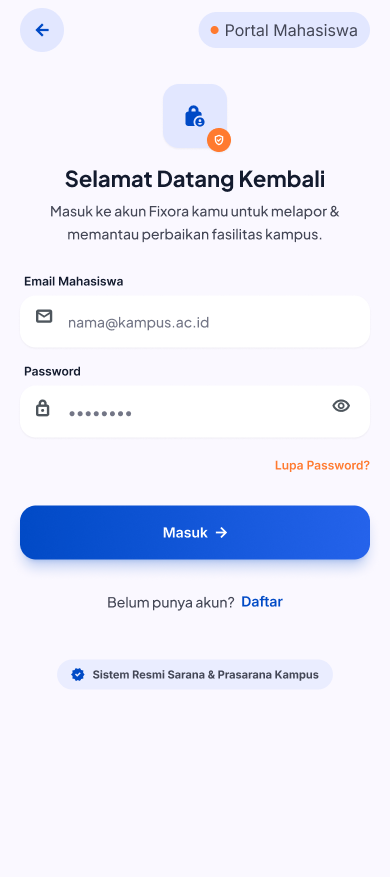 Portal Mahasiswa
Selamat Datang Kembali
Masuk ke akun Fixora kamu untuk melapor &
memantau perbaikan fasilitas kampus.
Email Mahasiswa
nama@kampus.ac.id
Password
••••••••
Lupa Password?
Masuk →
Belum punya akun? Daftar
Sistem Resmi Sarana & Prasarana Kampus